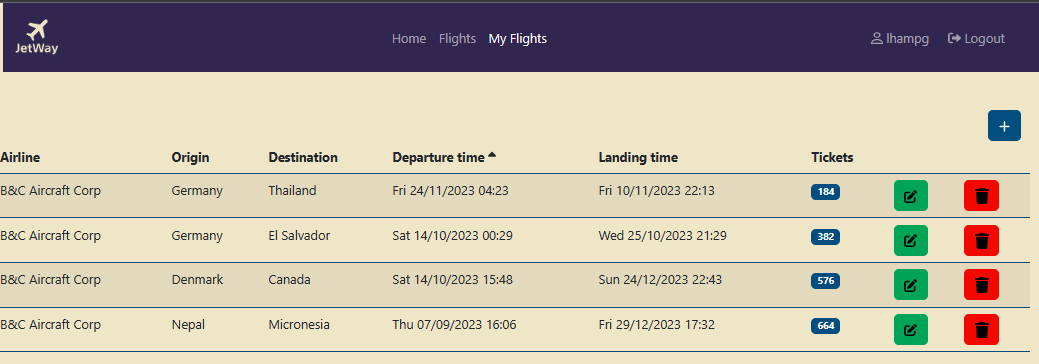 JetWay
Home Flights My Flights lhampg Logout
+
Airline Origin Destination Departure time Landing time Tickets
B&C Aircraft Corp Germany Thailand Fri 24/11/2023 04:23 Fri 10/11/2023 22:13 184
B&C Aircraft Corp Germany El Salvador Sat 14/10/2023 00:29 Wed 25/10/2023 21:29 382
B&C Aircraft Corp Denmark Canada Sat 14/10/2023 15:48 Sun 24/12/2023 22:43 576
B&C Aircraft Corp Nepal Micronesia Thu 07/09/2023 16:06 Fri 29/12/2023 17:32 664